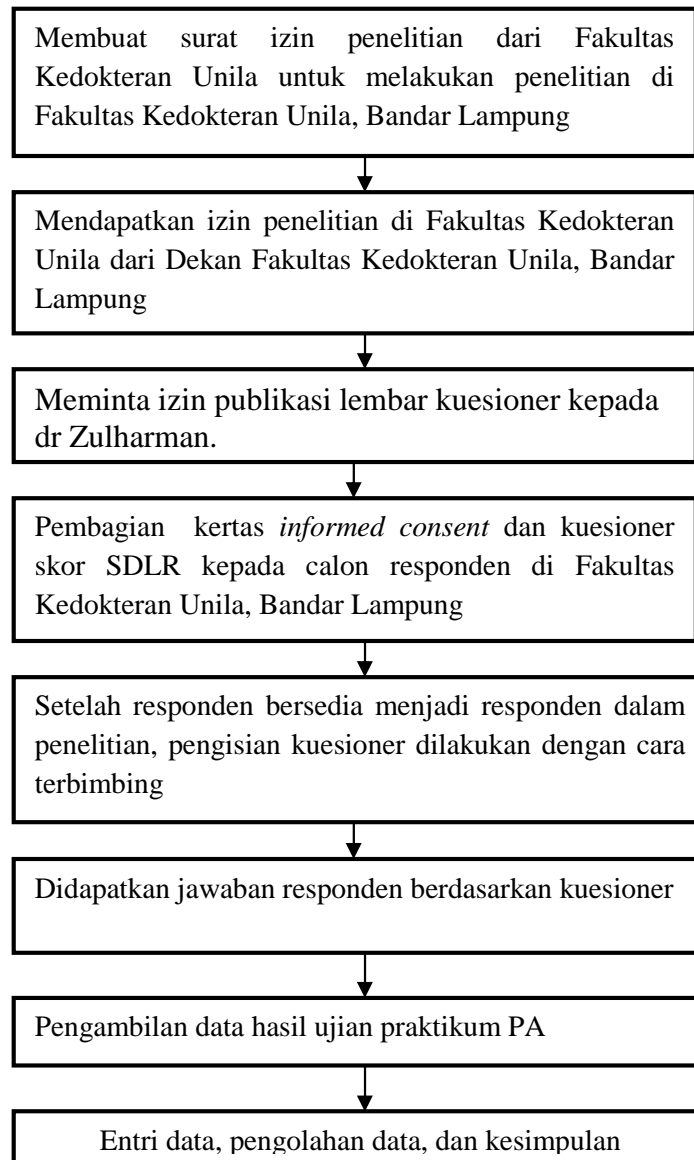 Membuat surat izin penelitian dari Fakultas
Kedokteran Unila untuk melakukan penelitian di
Fakultas Kedokteran Unila, Bandar Lampung
Mendapatkan izin penelitian di Fakultas Kedokteran
Unila dari Dekan Fakultas Kedokteran Unila, Bandar
Lampung
Meminta izin publikasi lembar kuesioner kepada
dr Zulharman.
Pembagian kertas informed consent dan kuesioner
skor SDLR kepada calon responden di Fakultas
Kedokteran Unila, Bandar Lampung
Setelah responden bersedia menjadi responden dalam
penelitian, pengisian kuesioner dilakukan dengan cara
terbimbing
Didapatkan jawaban responden berdasarkan kuesioner
Pengambilan data hasil ujian praktikum PA
Entri data, pengolahan data, dan kesimpulan